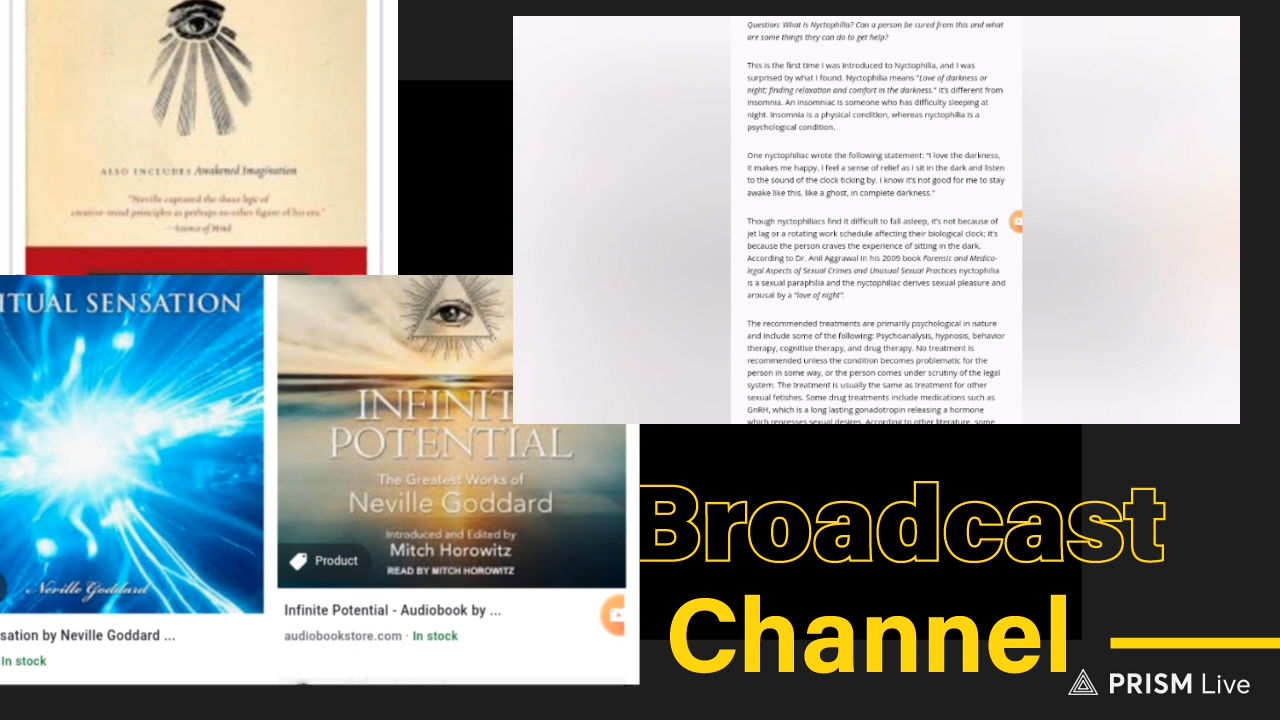 ALSO INCLUDES Awakened Imagination
"Neville captured the sheer logic of
creative-mind principles as perhaps no other figure of his era."
—Science of Mind
ITUAL SENSATION
Neville Goddard
sation by Neville Goddard ...
In stock
INFINIT
POTENTIAL
The Greatest Works of
Neville Goddard
Introduced and Edited by
Mitch Horowitz
READ BY MITCH HOROWITZ
Product
Infinite Potential - Audiobook by ...
audiobookstore.com · In stock
Question: What Is Nyctophilia? Can a person be cured from this and what
are some things they can do to get help?
This is the first time I was introduced to Nyctophilia, and I was
surprised by what I found. Nyctophilia means "Love of darkness or
night; finding relaxation and comfort in the darkness." It's different from
insomnia. An insomniac is someone who has difficulty sleeping at
night. Insomnia is a physical condition, whereas nyctophilia is a
psychological condition.
One nyctophiliac wrote the following statement: "I love the darkness,
it makes me happy. I feel a sense of relief as I sit in the dark and listen
to the sound of the clock ticking by. I know it's not good for me to stay
awake like this, like a ghost, in complete darkness."
Though nyctophiliacs find it difficult to fall asleep, it's not because of
jet lag or a rotating work schedule affecting their biological clock; it's
because the person craves the experience of sitting in the dark.
According to Dr. Anil Aggrawal in his 2009 book Forensic and Medico-
legal Aspects of Sexual Crimes and Unusual Sexual Practices nyctophilia
is a sexual paraphilia and the nyctophiliac derives sexual pleasure and
arousal by a "love of night".
The recommended treatments are primarily psychological in nature
and include some of the following: Psychoanalysis, hypnosis, behavior
therapy, cognitive therapy, and drug therapy. No treatment is
recommended unless the condition becomes problematic for the
person in some way, or the person comes under scrutiny of the legal
system. The treatment is usually the same as treatment for other
sexual fetishes. Some drug treatments include medications such as
GnRH, which is a long lasting gonadotropin releasing a hormone
which represses sexual desires. According to other literature, some
Broadcast
Channel
PRISM Live